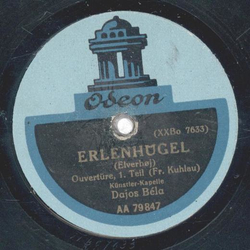 Odeon
(XXBo 7633)
ERLENHÜGEL
(Elverhøj)
Ouvertüre, 1. Teil (Fr. Kuhlau)
Künstler-Kapelle
Dajos Béla
AA 79847